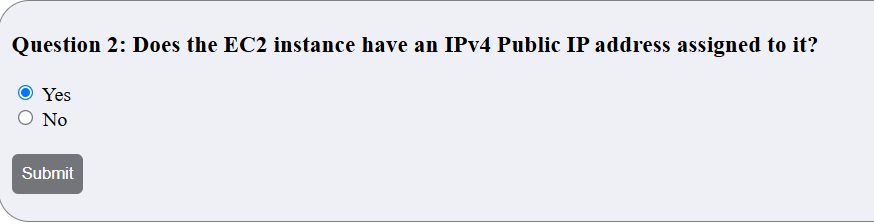 Question 2: Does the EC2 instance have an IPv4 Public IP address assigned to it?
Yes
No
Submit